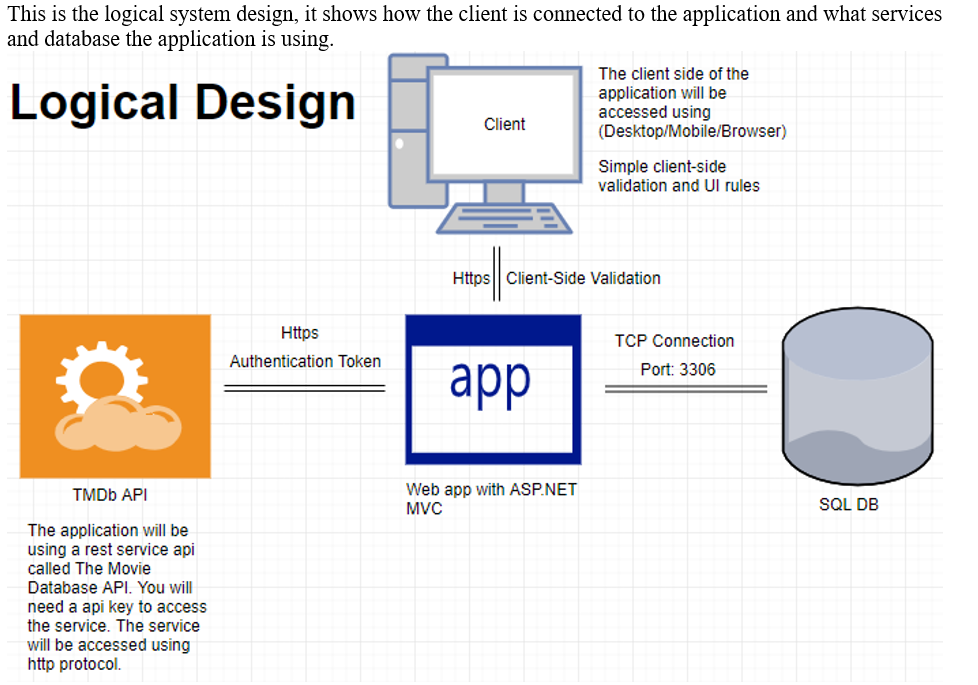 This is the logical system design, it shows how the client is connected to the application and what services
and database the application is using.
Logical Design
Client
The client side of the
application will be
accessed using
(Desktop/Mobile/Browser)
Simple client-side
validation and UI rules
Https
Client-Side Validation
Https
Authentication Token
app
TCP Connection
Port: 3306
TMDb API
Web app with ASP.NET
MVC
SQL DB
The application will be
using a rest service api
called The Movie
Database API. You will
need a api key to access
the service. The service
will be accessed using
http protocol.